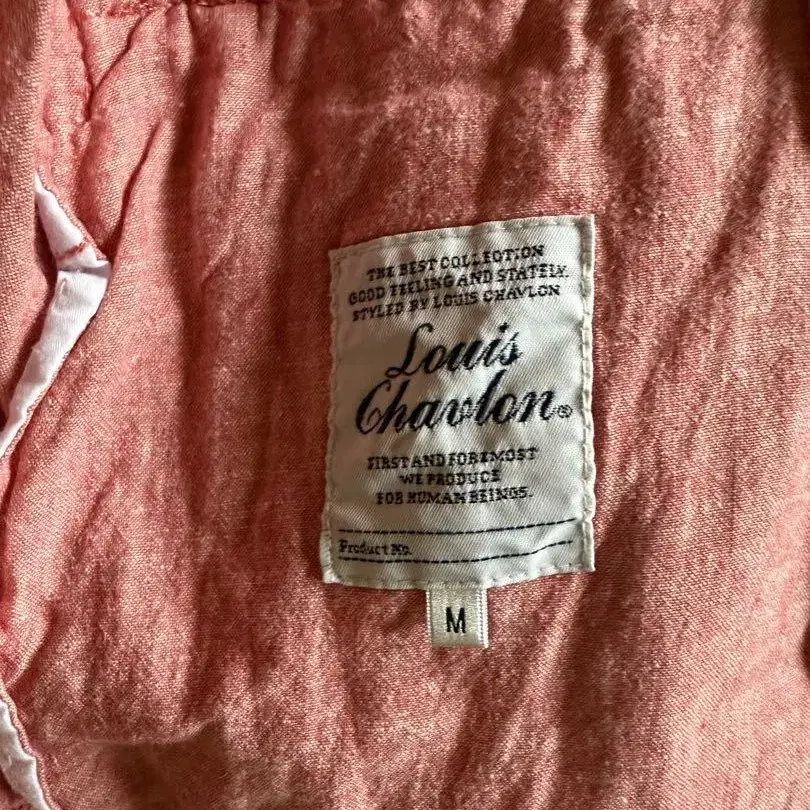 THE BEST COLLECTION
GOOD FEELING AND STATELY.
STYLED BY LOUIS CHAVLON
Louis
Chavlon®
FIRST AND FOREMOST
WE PRODUCE
FOR HUMAN BEINGS.
Product No.
M